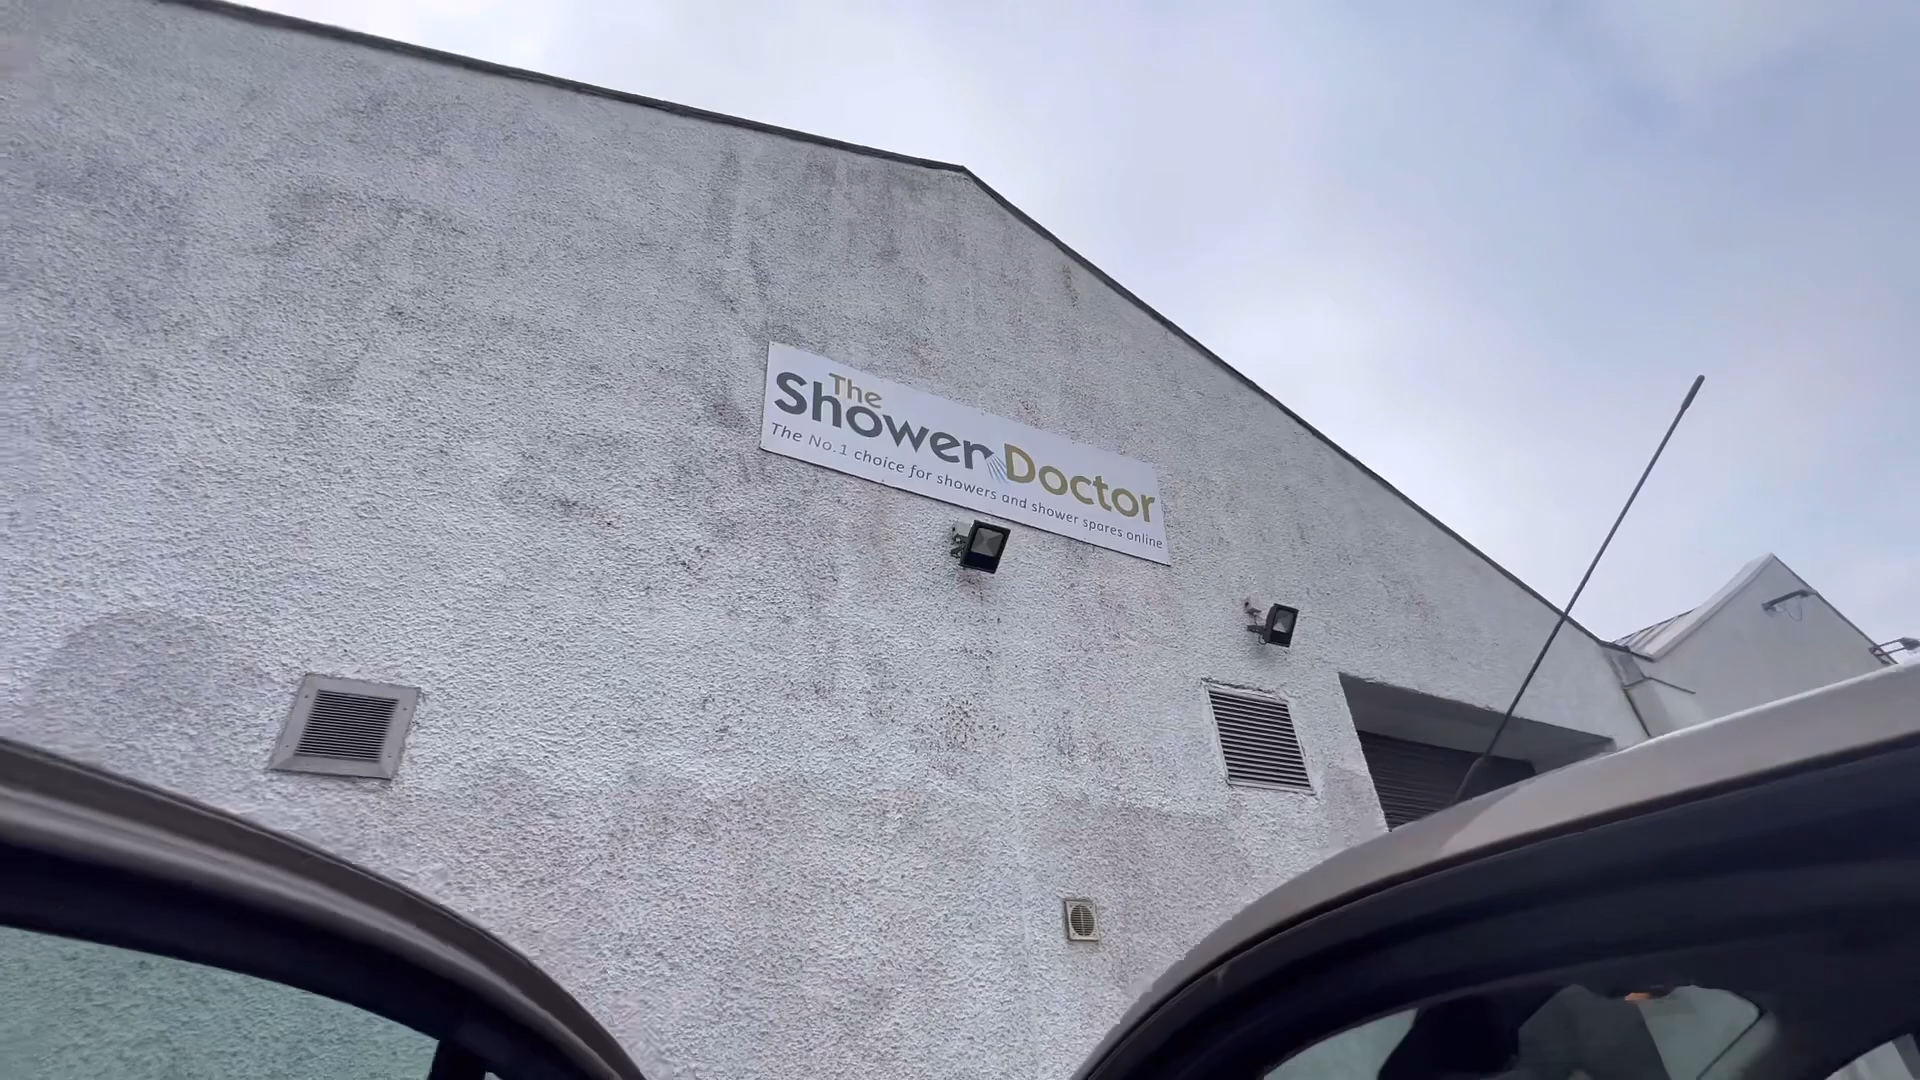 The
Shower Doctor
The No.1 choice for showers and shower spares online